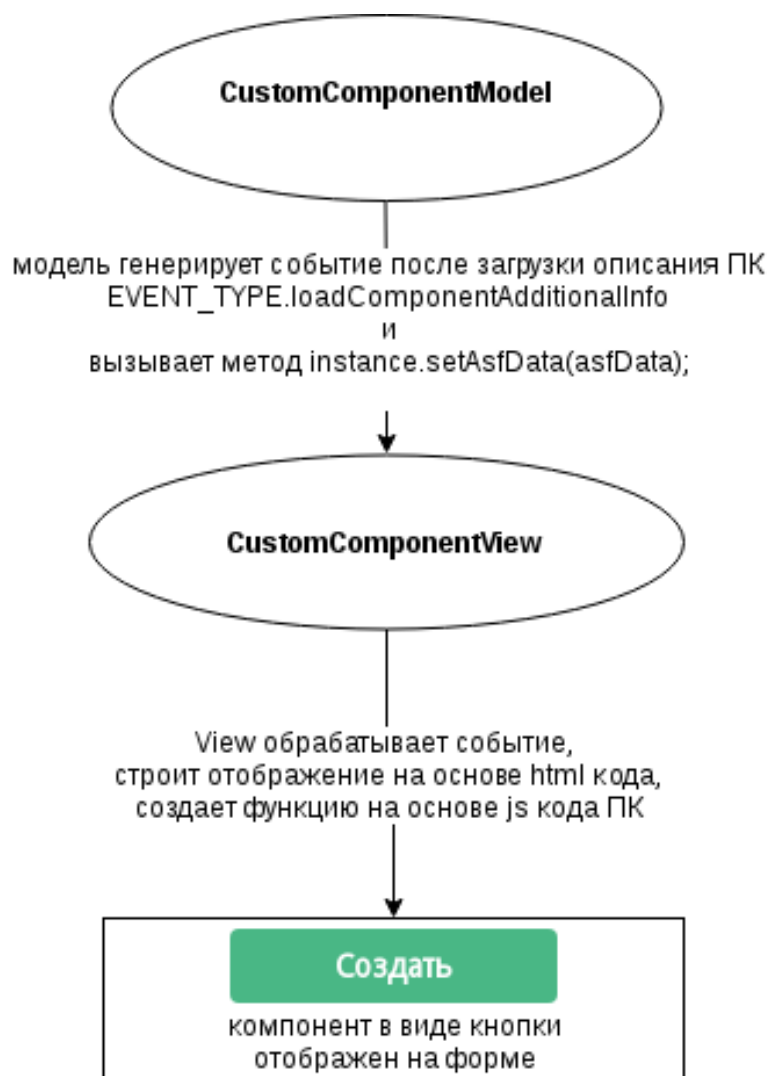 CustomComponentModel
модель генерирует событие после загрузки описания ПК
EVENT_TYPE.loadComponentAdditionalInfo
и
вызывает метод instance.setAsfData(asfData);
CustomComponentView
View обрабатывает событие,
строит отображение на основе html кода,
создает функцию на основе js кода ПК
Создать
компонент в виде кнопки
отображен на форме